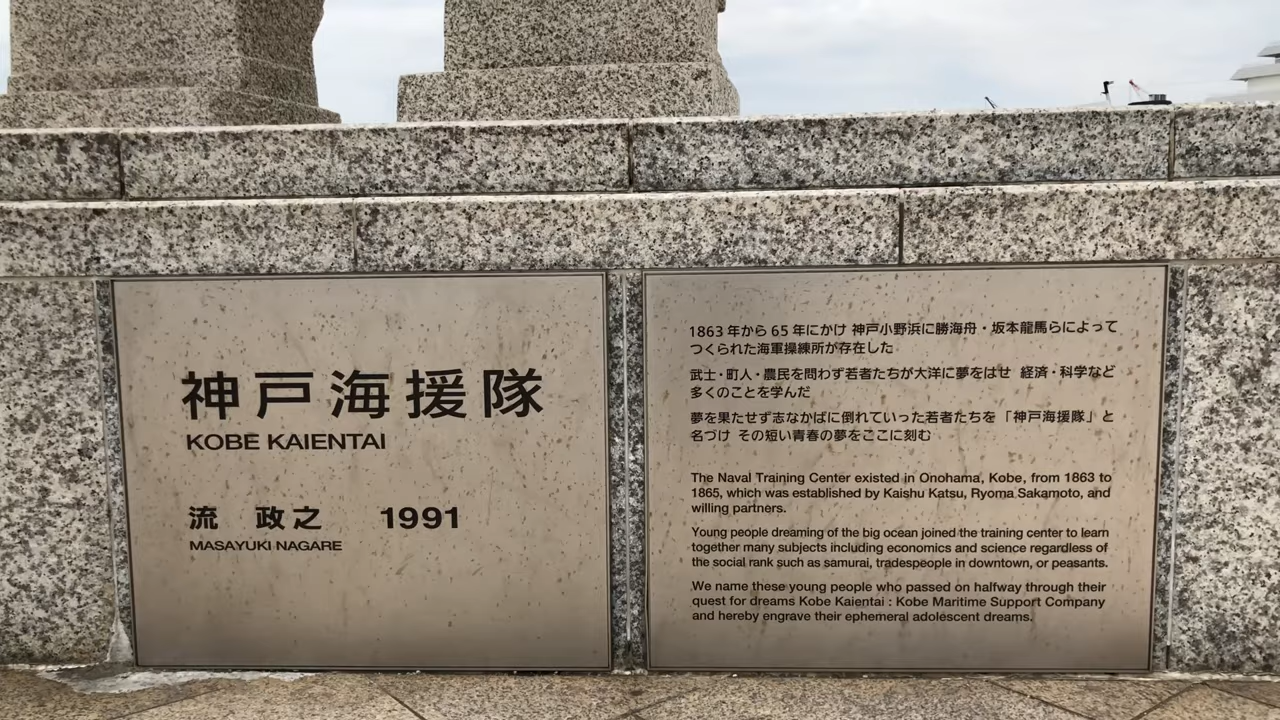 神戸海援隊
KOBE KAIENTAI
流 政之 1991
MASAYUKI NAGARE
1863年から65年にかけ 神戸小野浜に勝海舟・坂本龍馬らによって
つくられた海軍操練所が存在した
武士・町人・農民を問わず若者たちが大洋に夢をはせ 経済・科学など
多くのことを学んだ
夢を果たせず志なかばに倒れていった若者たちを「神戸海援隊」と
名づけ その短い青春の夢をここに刻む
The Naval Training Center existed in Onohama, Kobe, from 1863 to
1865, which was established by Kaishu Katsu, Ryoma Sakamoto, and
willing partners.
Young people dreaming of the big ocean joined the training center to learn
together many subjects including economics and science regardless of
the social rank such as samurai, tradespeople in downtown, or peasants.
We name these young people who passed on halfway through their
quest for dreams Kobe Kaientai : Kobe Maritime Support Company
and hereby engrave their ephemeral adolescent dreams.